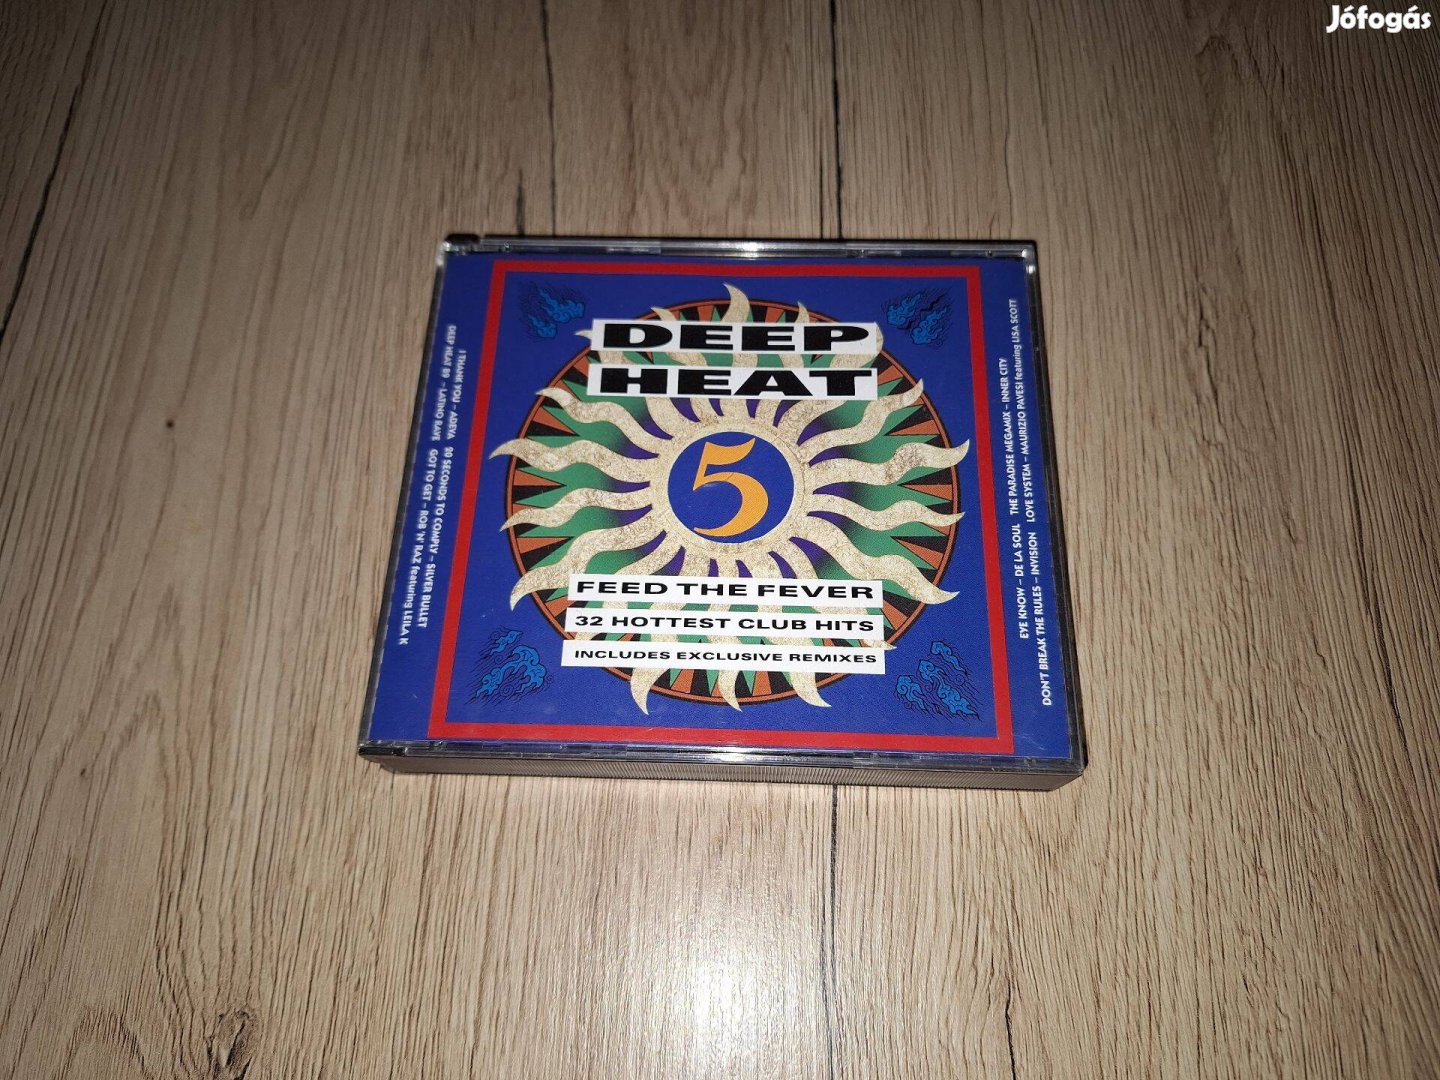 Jófogás
DEEP
HEAT
5
FEED THE FEVER
32 HOTTEST CLUB HITS
INCLUDES EXCLUSIVE REMIXES
I THANK YOU – ADEVA 20 SECONDS TO COMPLY – SILVER BULLET
DEEP HEAT 89 – LATINO RAVE GOT TO GET – ROB 'N' RAZ featuring LEILA K
EYE KNOW – DE LA SOUL THE PARADISE MEGAMIX – INNER CITY
DON'T BREAK THE RULES – INVISION LOVE SYSTEM – MAURIZIO PAVESI featuring LISA SCOTT